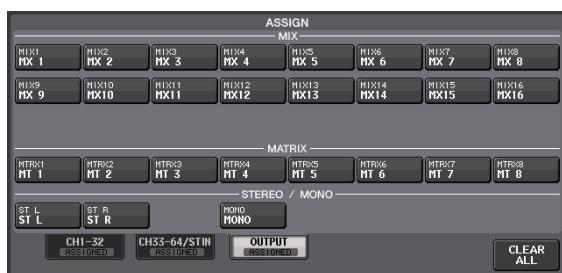 ASSIGN
MIX
MIX1 MIX2 MIX3 MIX4 MIX5 MIX6 MIX7 MIX8
MX 1 MX 2 MX 3 MX 4 MX 5 MX 6 MX 7 MX 8
MIX9 MIX10 MIX11 MIX12 MIX13 MIX14 MIX15 MIX16
MX 9 MX10 MX11 MX12 MX13 MX14 MX15 MX16
MATRIX
MTRX1 MTRX2 MTRX3 MTRX4 MTRX5 MTRX6 MTRX7 MTRX8
MT 1 MT 2 MT 3 MT 4 MT 5 MT 6 MT 7 MT 8
STEREO / MONO
ST L ST R MONO
ST L ST R MONO
CH1-32 CH33-64/STIN OUTPUT
ASSIGNED ASSIGNED ASSIGNED
CLEAR
ALL